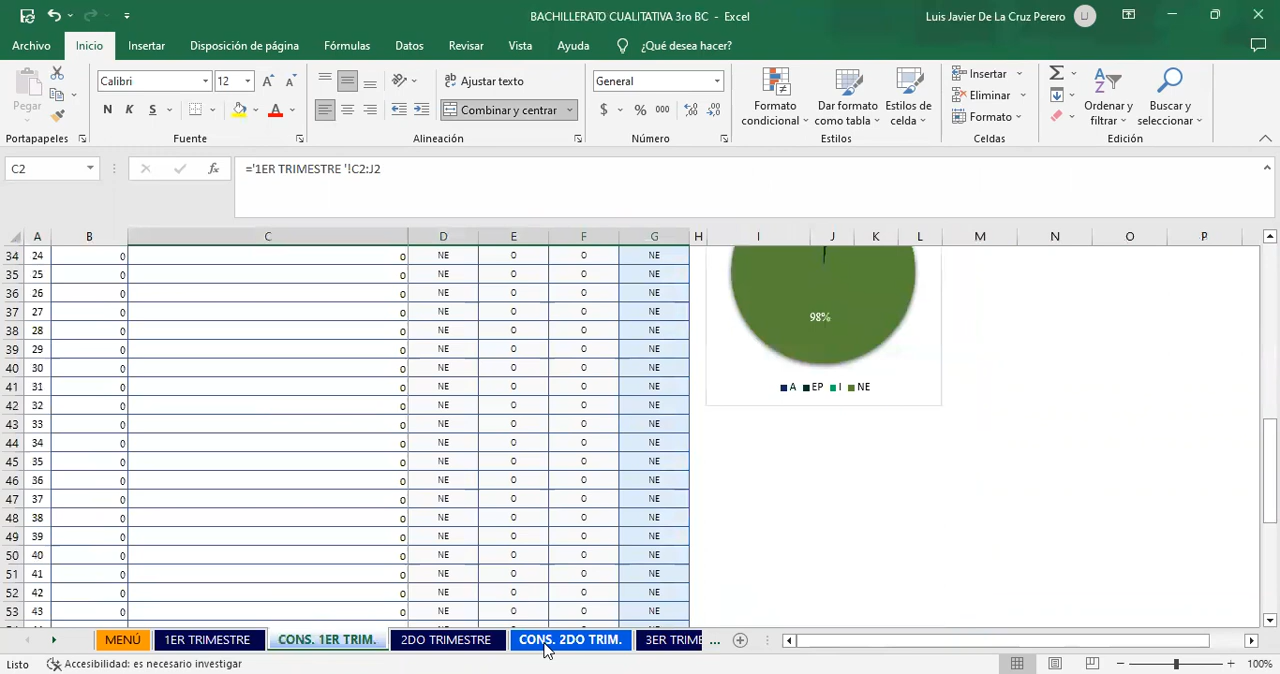 BACHILLERATO CUALITATIVA 3ro BC - Excel
Luis Javier De La Cruz Perero
LJ
Archivo Inicio Insertar Disposición de página Fórmulas Datos Revisar Vista Ayuda ¿Qué desea hacer?
Pegar
Calibri 12
N K S
Ajustar texto
Combinar y centrar
General
$ % 000
Formato condicional
Dar formato como tabla
Estilos de celda
Insertar
Eliminar
Formato
Ordenar y filtrar
Buscar y seleccionar
Portapapeles Fuente Alineación Número Estilos Celdas Edición
C2 fx ='1ER TRIMESTRE '!C2:J2
A B C D E F G H I J K L M N O P
34 24 0 0 NE 0 0 NE
35 25 0 0 NE 0 0 NE
36 26 0 0 NE 0 0 NE
37 27 0 0 NE 0 0 NE
38 28 0 0 NE 0 0 NE
39 29 0 0 NE 0 0 NE
40 30 0 0 NE 0 0 NE
41 31 0 0 NE 0 0 NE
42 32 0 0 NE 0 0 NE
43 33 0 0 NE 0 0 NE
44 34 0 0 NE 0 0 NE
45 35 0 0 NE 0 0 NE
46 36 0 0 NE 0 0 NE
47 37 0 0 NE 0 0 NE
48 38 0 0 NE 0 0 NE
49 39 0 0 NE 0 0 NE
50 40 0 0 NE 0 0 NE
51 41 0 0 NE 0 0 NE
52 42 0 0 NE 0 0 NE
53 43 0 0 NE 0 0 NE
98%
A EP I NE
MENÚ 1ER TRIMESTRE CONS. 1ER TRIM. 2DO TRIMESTRE CONS. 2DO TRIM. 3ER TRIME ...
Listo Accesibilidad: es necesario investigar 100%